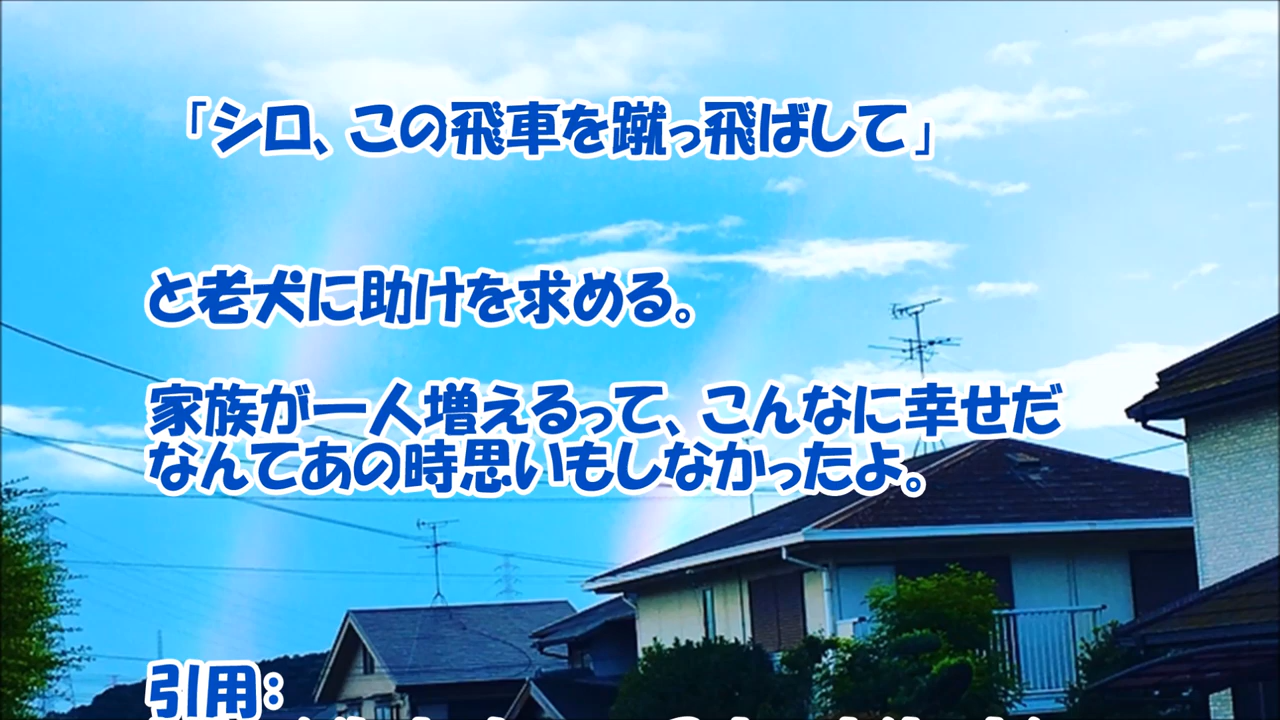 「シロ、この飛車を蹴っ飛ばして」
と老犬に助けを求める。
家族が一人増えるって、こんなに幸せだ
なんてあの時思いもしなかったよ。
引用: